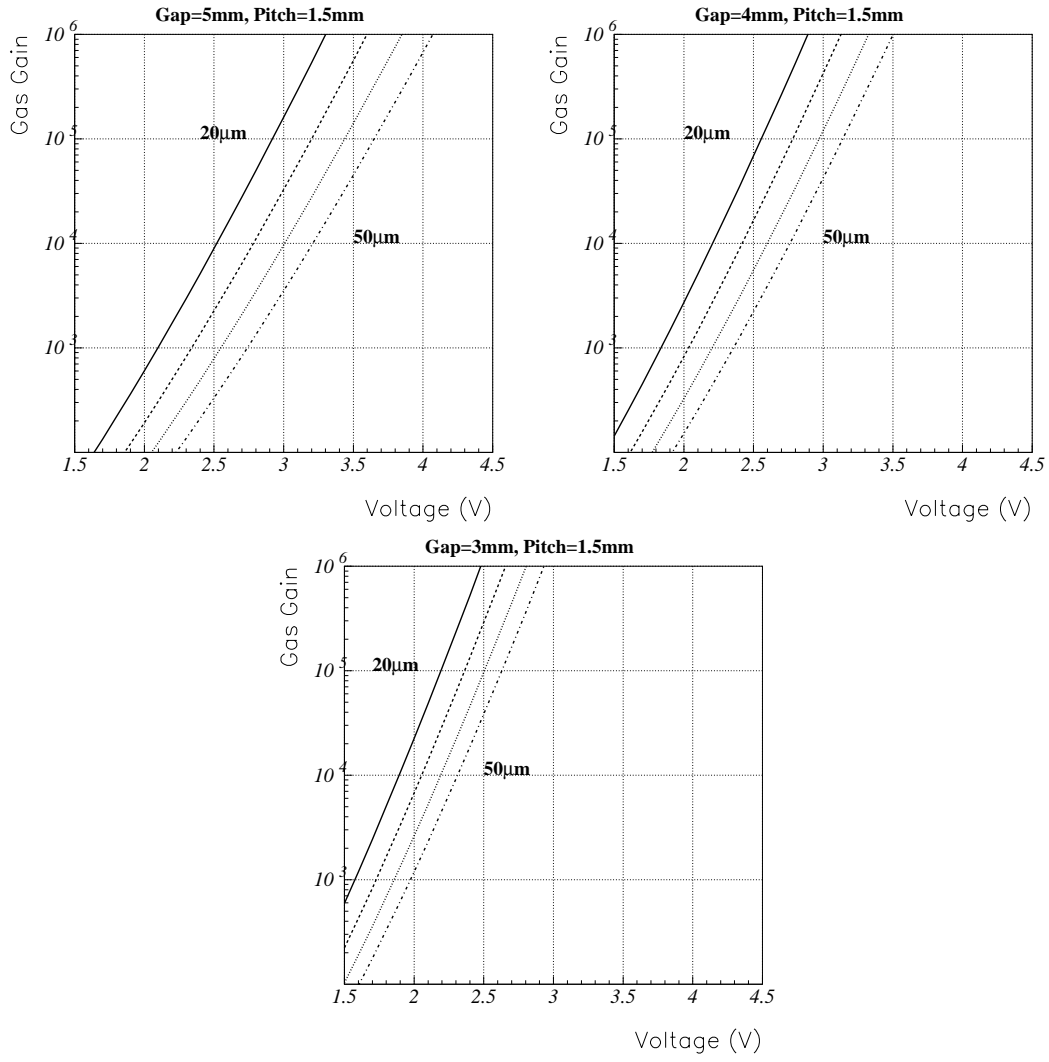 Gap=5mm, Pitch=1.5mm
Gas Gain
10 6
10 5
10 4
10 3
20μm
50μm
1.5 2 2.5 3 3.5 4 4.5
Voltage (V)
Gap=4mm, Pitch=1.5mm
Gas Gain
10 6
10 5
10 4
10 3
20μm
50μm
1.5 2 2.5 3 3.5 4 4.5
Voltage (V)
Gap=3mm, Pitch=1.5mm
Gas Gain
10 6
10 5
10 4
10 3
20μm
50μm
1.5 2 2.5 3 3.5 4 4.5
Voltage (V)